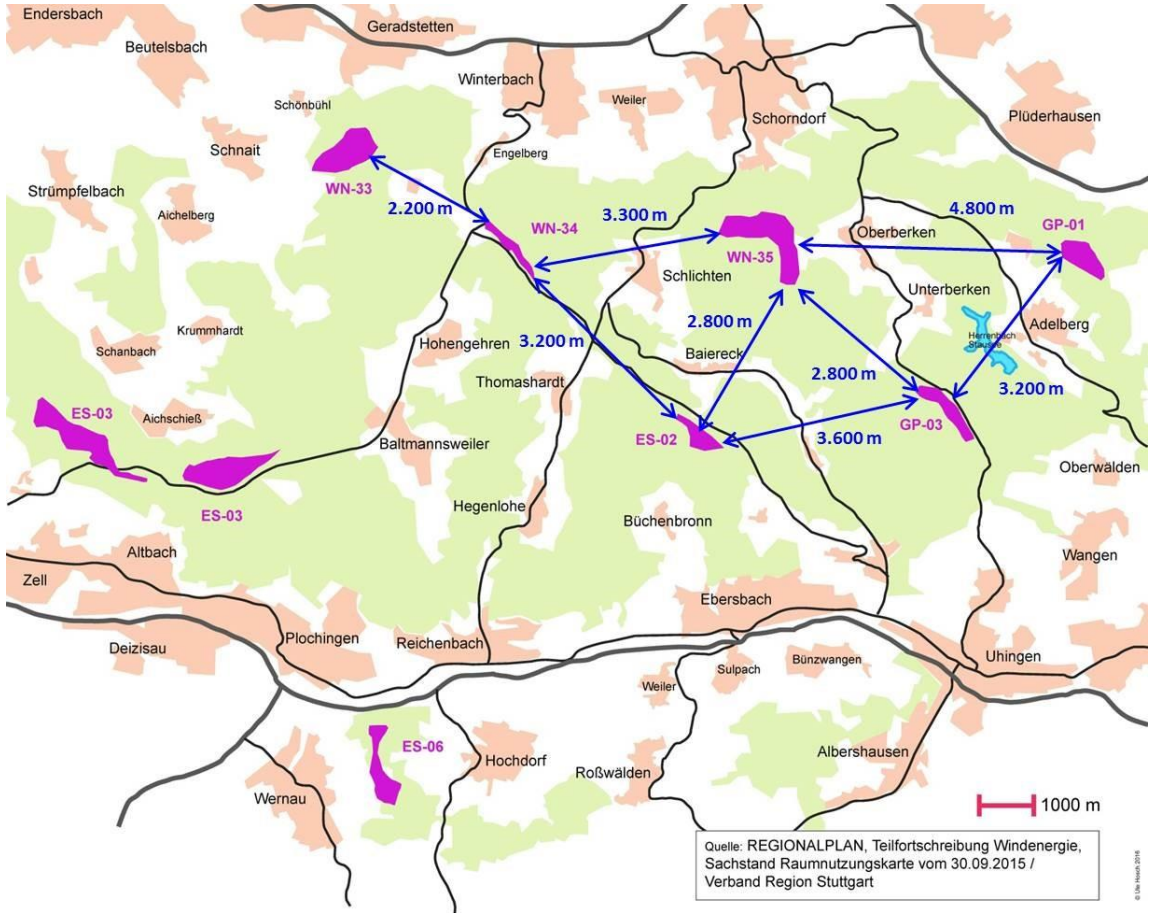 Endersbach
Geradstetten
Beutelsbach
Winterbach
Schönbühl
Weiler
Schorndorf
Plüderhausen
Schnait
Engelberg
WN-33
Strümpfelbach
Aichelberg
2.200 m
WN-34
3.300 m
4.800 m
GP-01
Oberberken
WN-35
Schlichten
Unterberken
Krummhardt
2.800 m
Adelberg
Schanbach
Hohengehren
3.200 m
Herrenbach
Stausee
Baiereck
Thomashardt
2.800 m
3.200 m
ES-03
Aichschieß
GP-03
Baltmannsweiler
ES-02
3.600 m
Oberwälden
Hegenlohe
ES-03
Büchenbronn
Altbach
Wangen
Zell
Ebersbach
Plochingen
Reichenbach
Deizisau
Sulpach
Bünzwangen
Uhingen
Weiler
ES-06
Hochdorf
Albershausen
Roßwälden
Wernau
1000 m
Quelle: REGIONALPLAN, Teilfortschreibung Windenergie,
Sachstand Raumnutzungskarte vom 30.09.2015 /
Verband Region Stuttgart
© Ute Hosch 2016